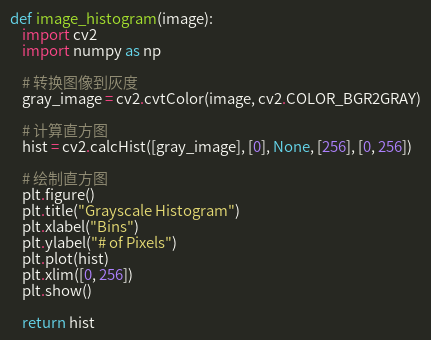 def image_histogram(image):
    import cv2
    import numpy as np

    # 转换图像到灰度
    gray_image = cv2.cvtColor(image, cv2.COLOR_BGR2GRAY)

    # 计算直方图
    hist = cv2.calcHist([gray_image], [0], None, [256], [0, 256])

    # 绘制直方图
    plt.figure()
    plt.title("Grayscale Histogram")
    plt.xlabel("Bins")
    plt.ylabel("# of Pixels")
    plt.plot(hist)
    plt.xlim([0, 256])
    plt.show()

    return hist